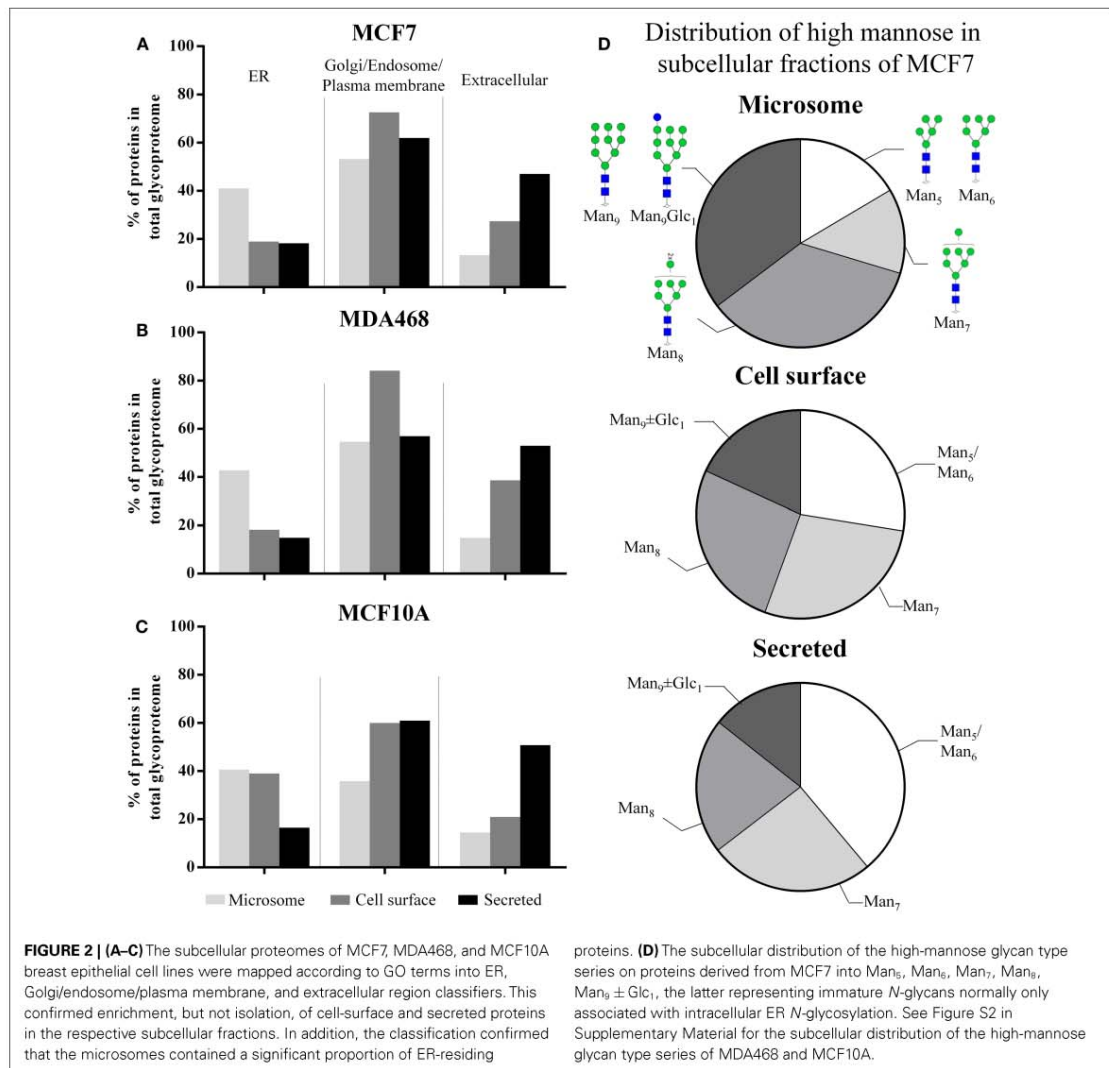 A
MCF7
100
80
60
40
20
0
% of proteins in
total glycoproteome
ER
Golgi/Endosome/
Plasma membrane
Extracellular
B
MDA468
100
80
60
40
20
0
% of proteins in
total glycoproteome
C
MCF10A
100
80
60
40
20
0
% of proteins in
total glycoproteome
Microsome
Cell surface
Secreted
D
Distribution of high mannose in
subcellular fractions of MCF7
Microsome
Man₉
Man₉Glc₁
Man₅
Man₆
Man₈
Man₇
Cell surface
Man₉±Glc₁
Man₅/
Man₆
Man₈
Man₇
Secreted
Man₉±Glc₁
Man₅/
Man₆
Man₈
Man₇
FIGURE 2 | (A–C) The subcellular proteomes of MCF7, MDA468, and MCF10A
breast epithelial cell lines were mapped according to GO terms into ER,
Golgi/endosome/plasma membrane, and extracellular region classifiers. This
confirmed enrichment, but not isolation, of cell-surface and secreted proteins
in the respective subcellular fractions. In addition, the classification confirmed
that the microsomes contained a significant proportion of ER-residing
proteins. (D) The subcellular distribution of the high-mannose glycan type
series on proteins derived from MCF7 into Man₅, Man₆, Man₇, Man₈,
Man₉ ± Glc₁, the latter representing immature N-glycans normally only
associated with intracellular ER N-glycosylation. See Figure S2 in
Supplementary Material for the subcellular distribution of the high-mannose
glycan type series of MDA468 and MCF10A.